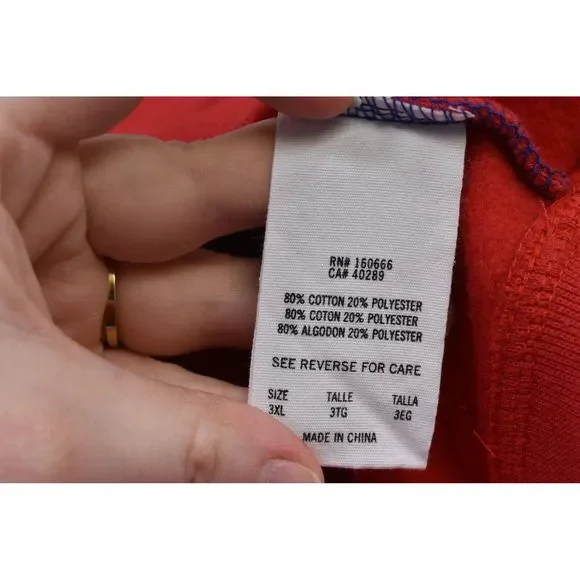 RN# 160666
CA# 40289
80% COTTON 20% POLYESTER
80% COTON 20% POLYESTER
80% ALGODON 20% POLYESTER
SEE REVERSE FOR CARE
SIZE TALLE TALLA
3XL 3TG 3EG
MADE IN CHINA